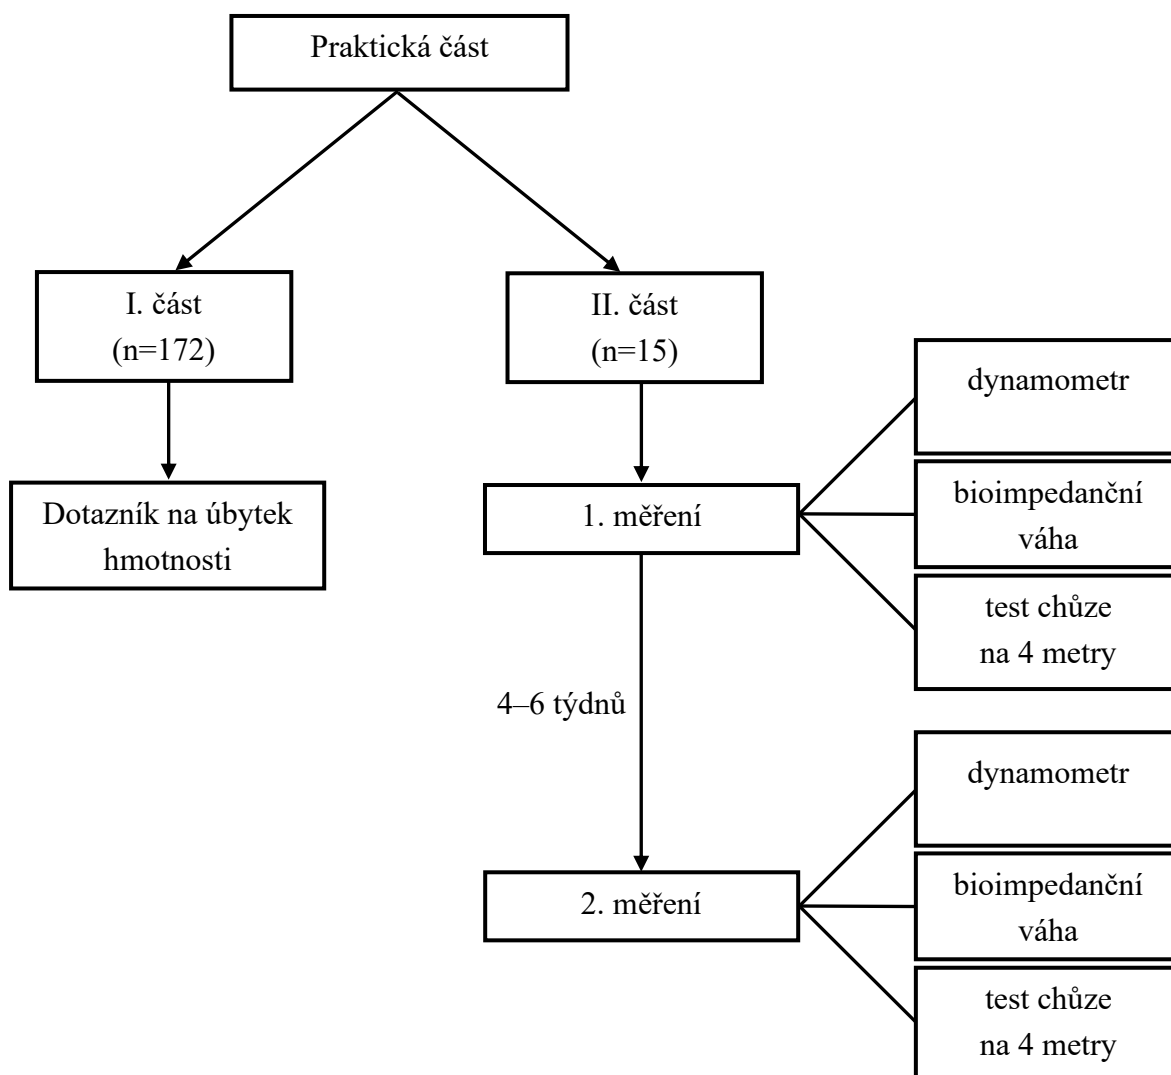 Praktická část
I. část
(n=172)
II. část
(n=15)
Dotazník na úbytek
hmotnosti
1. měření
dynamometr
bioimpedanční
váha
test chůze
na 4 metry
4–6 týdnů
2. měření
dynamometr
bioimpedanční
váha
test chůze
na 4 metry